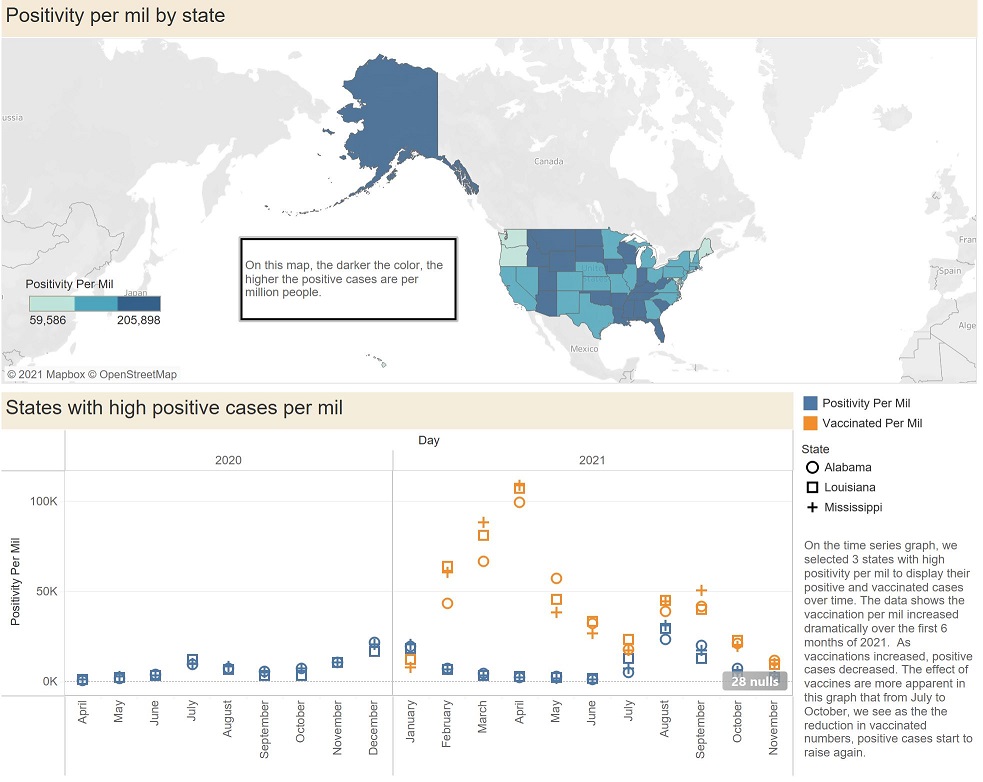 Positivity per mil by state
ussia
Canada
On this map, the darker the color, the
higher the positive cases are per
million people.
Positivity Per Mil
Japan
59,586
205,898
United
Mexico
Fran
Spain
Alge
© 2021 Mapbox © OpenStreetMap
States with high positive cases per mil
Day
2020
2021
Positivity Per Mil
100K
50K
0K
28 nulls
April
May
June
July
August
September
October
November
December
January
February
March
April
May
June
July
August
September
October
November
Positivity Per Mil
Vaccinated Per Mil
State
Alabama
Louisiana
Mississippi
On the time series graph, we
selected 3 states with high
positivity per mil to display their
positive and vaccinated cases
over time. The data shows the
vaccination per mil increased
dramatically over the first 6
months of 2021.  As
vaccinations increased, positive
cases decreased. The effect of
vaccines are more apparent in
this graph that from July to
October, we see as the the
reduction in vaccinated
numbers, positive cases start to
raise again.